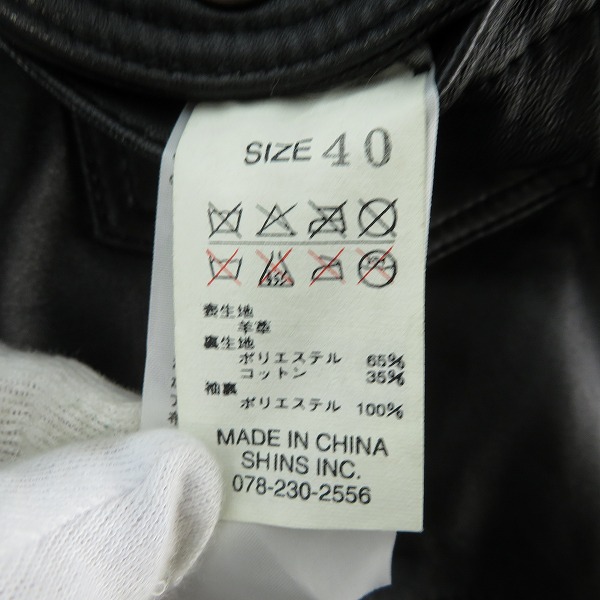 SIZE 40
表生地
羊革
裏生地
ポリエステル 65%
コットン 35%
袖裏
ポリエステル 100%
MADE IN CHINA
SHINS INC.
078-230-2556